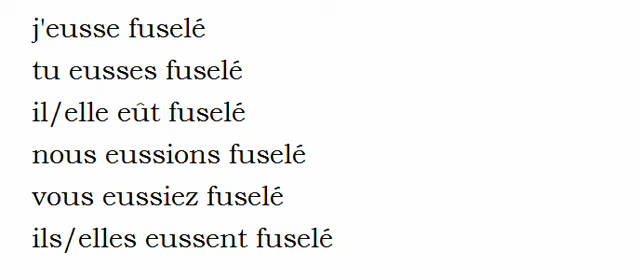 j'eusse fuselé
tu eusses fuselé
il/elle eût fuselé
nous eussions fuselé
vous eussiez fuselé
ils/elles eussent fuselé